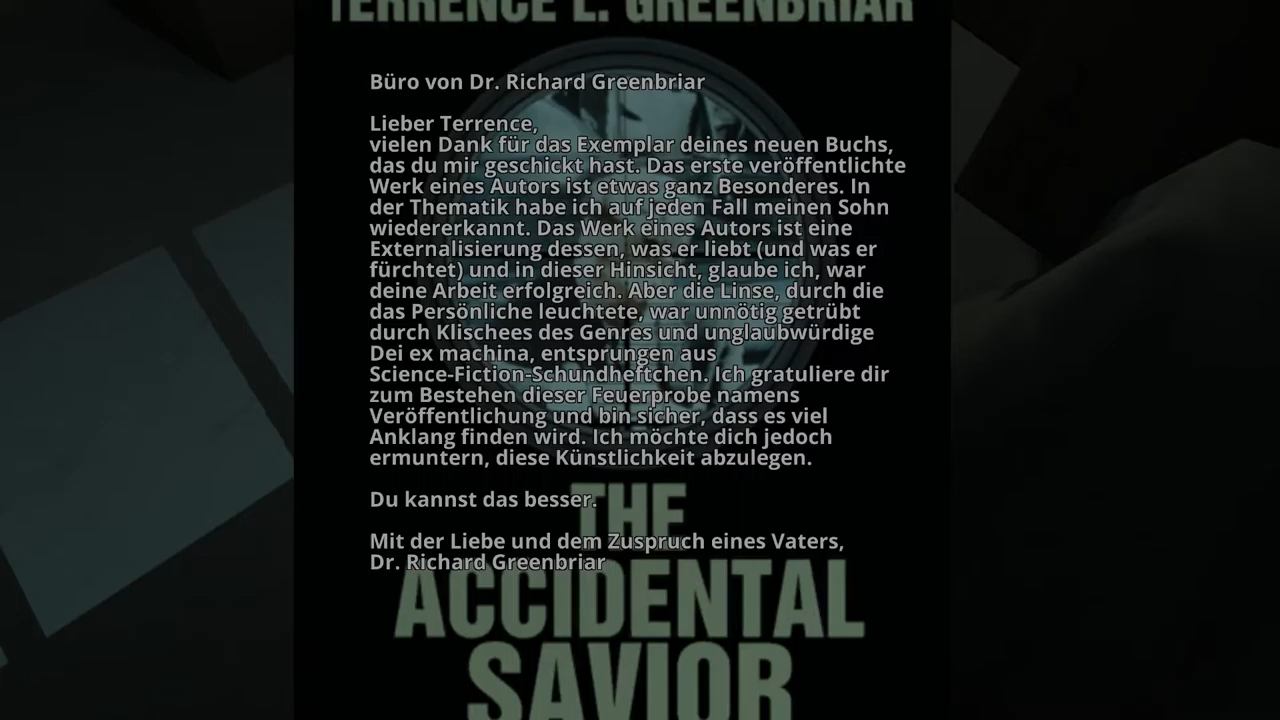 TERRENCE L. GREENBRIAR
Büro von Dr. Richard Greenbriar
Lieber Terrence,
vielen Dank für das Exemplar deines neuen Buchs,
das du mir geschickt hast. Das erste veröffentlichte
Werk eines Autors ist etwas ganz Besonderes. In
der Thematik habe ich auf jeden Fall meinen Sohn
wiedererkannt. Das Werk eines Autors ist eine
Externalisierung dessen, was er liebt (und was er
fürchtet) und in dieser Hinsicht, glaube ich, war
deine Arbeit erfolgreich. Aber die Linse, durch die
das Persönliche leuchtete, war unnötig getrübt
durch Klischees des Genres und unglaubwürdige
Dei ex machina, entsprungen aus
Science-Fiction-Schundheftchen. Ich gratuliere dir
zum Bestehen dieser Feuerprobe namens
Veröffentlichung und bin sicher, dass es viel
Anklang finden wird. Ich möchte dich jedoch
ermuntern, diese Künstlichkeit abzulegen.
Du kannst das besser.
Mit der Liebe und dem Zuspruch eines Vaters,
Dr. Richard Greenbriar
THE
ACCIDENTAL
SAVIOR